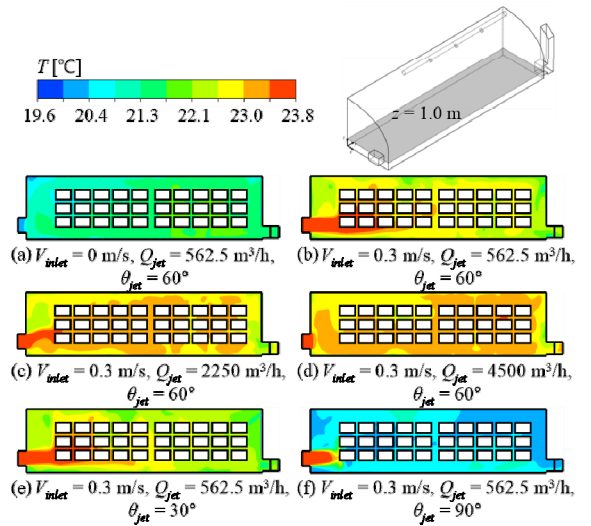 T [℃]
19.6 20.4 21.3 22.1 23.0 23.8
z = 1.0 m
(a) V_inlet = 0 m/s, Q_jet = 562.5 m³/h,
θ_jet = 60°
(b) V_inlet = 0.3 m/s, Q_jet = 562.5 m³/h,
θ_jet = 60°
(c) V_inlet = 0.3 m/s, Q_jet = 2250 m³/h,
θ_jet = 60°
(d) V_inlet = 0.3 m/s, Q_jet = 4500 m³/h,
θ_jet = 60°
(e) V_inlet = 0.3 m/s, Q_jet = 562.5 m³/h,
θ_jet = 30°
(f) V_inlet = 0.3 m/s, Q_jet = 562.5 m³/h,
θ_jet = 90°